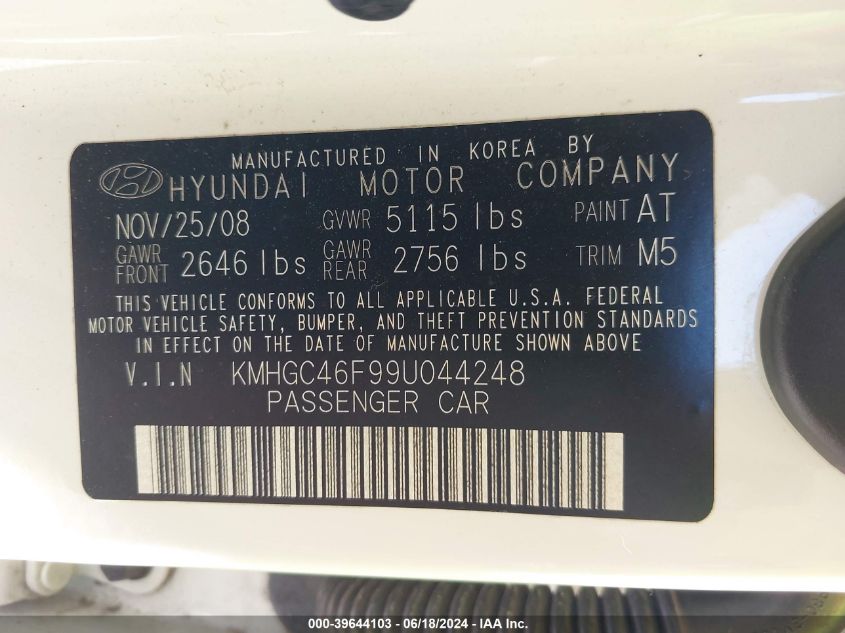 MANUFACTURED IN KOREA BY
HYUNDAI MOTOR COMPANY
NOV/25/08 GVWR 5115 lbs PAINT AT
GAWR FRONT 2646 lbs GAWR REAR 2756 lbs TRIM M5
THIS VEHICLE CONFORMS TO ALL APPLICABLE U.S.A. FEDERAL
MOTOR VEHICLE SAFETY, BUMPER, AND THEFT PREVENTION STANDARDS
IN EFFECT ON THE DATE OF MANUFACTURE SHOWN ABOVE
V.I.N KMHGC46F99U044248
PASSENGER CAR
000-39644103 - 06/18/2024 - IAA Inc.